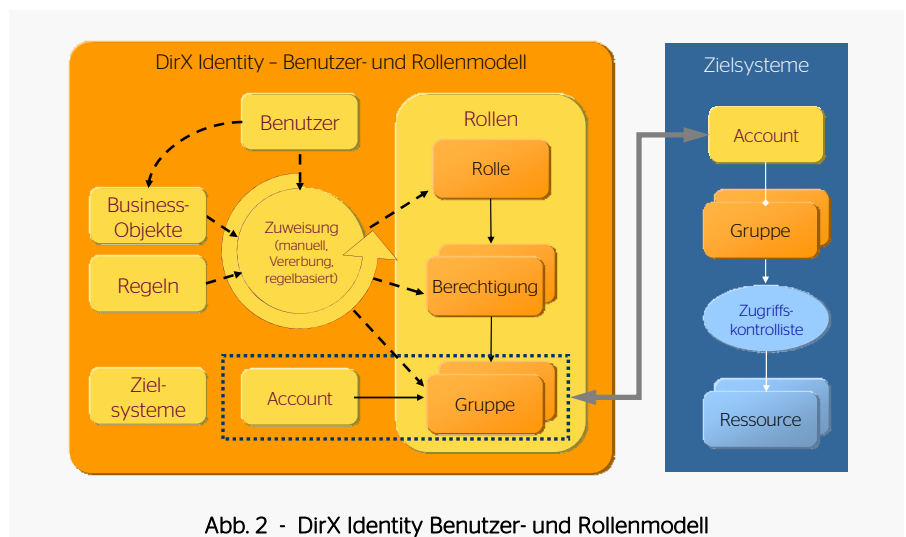 DirX Identity – Benutzer- und Rollenmodell
Benutzer
Business-
Objekte
Regeln
Ziel-
systeme
Zuweisung
(manuell,
Vererbung,
regelbasiert)
Account
Rollen
Rolle
Berechtigung
Gruppe
Zielsysteme
Account
Gruppe
Zugriffs-
kontrolliste
Ressource
Abb. 2 - DirX Identity Benutzer- und Rollenmodell